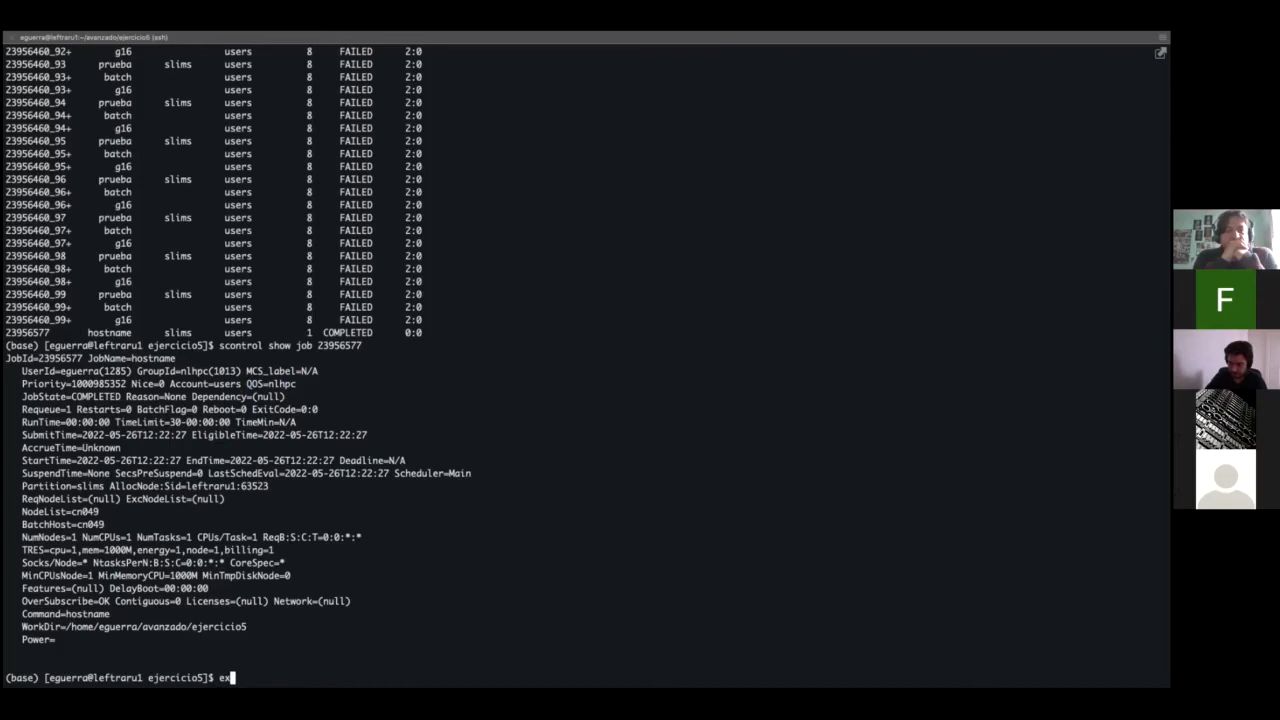 eguerra@leftraru1:~/avanzado/ejercicio5 (ssh)
23956460_92+ g16 users 8 FAILED 2:0
23956460_93 prueba slims users 8 FAILED 2:0
23956460_93+ batch users 8 FAILED 2:0
23956460_93+ g16 users 8 FAILED 2:0
23956460_94 prueba slims users 8 FAILED 2:0
23956460_94+ batch users 8 FAILED 2:0
23956460_94+ g16 users 8 FAILED 2:0
23956460_95 prueba slims users 8 FAILED 2:0
23956460_95+ batch users 8 FAILED 2:0
23956460_95+ g16 users 8 FAILED 2:0
23956460_96 prueba slims users 8 FAILED 2:0
23956460_96+ batch users 8 FAILED 2:0
23956460_96+ g16 users 8 FAILED 2:0
23956460_97 prueba slims users 8 FAILED 2:0
23956460_97+ batch users 8 FAILED 2:0
23956460_97+ g16 users 8 FAILED 2:0
23956460_98 prueba slims users 8 FAILED 2:0
23956460_98+ batch users 8 FAILED 2:0
23956460_98+ g16 users 8 FAILED 2:0
23956460_99 prueba slims users 8 FAILED 2:0
23956460_99+ batch users 8 FAILED 2:0
23956460_99+ g16 users 8 FAILED 2:0
23956577 hostname slims users 1 COMPLETED 0:0
(base) [eguerra@leftraru1 ejercicio5]$ scontrol show job 23956577
JobId=23956577 JobName=hostname
UserId=eguerra(1285) GroupId=nlhpc(1013) MCS_label=N/A
Priority=1000985352 Nice=0 Account=users QOS=nlhpc
JobState=COMPLETED Reason=None Dependency=(null)
Requeue=1 Restarts=0 BatchFlag=0 Reboot=0 ExitCode=0:0
RunTime=00:00:00 TimeLimit=30-00:00:00 TimeMin=N/A
SubmitTime=2022-05-26T12:22:27 EligibleTime=2022-05-26T12:22:27
AccrueTime=Unknown
StartTime=2022-05-26T12:22:27 EndTime=2022-05-26T12:22:27 Deadline=N/A
SuspendTime=None SecsPreSuspend=0 LastSchedEval=2022-05-26T12:22:27 Scheduler=Main
Partition=slims AllocNode:Sid=leftraru1:63523
ReqNodeList=(null) ExcNodeList=(null)
NodeList=cn049
BatchHost=cn049
NumNodes=1 NumCPUs=1 NumTasks=1 CPUs/Task=1 ReqB:S:C:T=0:0:*:*
TRES=cpu=1,mem=1000M,energy=1,node=1,billing=1
Socks/Node=* NtasksPerN:B:S:C=0:0:*:* CoreSpec=*
MinCPUsNode=1 MinMemoryCPU=1000M MinTmpDiskNode=0
Features=(null) DelayBoot=00:00:00
OverSubscribe=OK Contiguous=0 Licenses=(null) Network=(null)
Command=hostname
WorkDir=/home/eguerra/avanzado/ejercicio5
Power=
(base) [eguerra@leftraru1 ejercicio5]$ ex
F